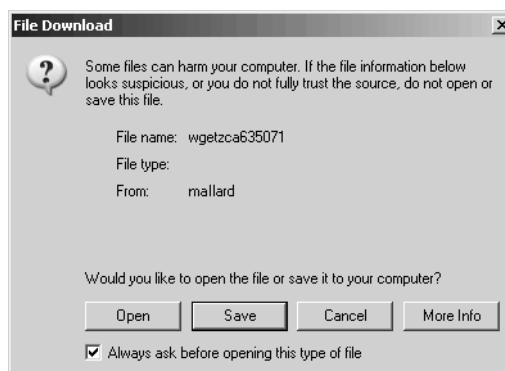 File Download
Some files can harm your computer. If the file information below
looks suspicious, or you do not fully trust the source, do not open or
save this file.
File name: wgetzca635071
File type:
From: mallard
Would you like to open the file or save it to your computer?
Open Save Cancel More Info
Always ask before opening this type of file